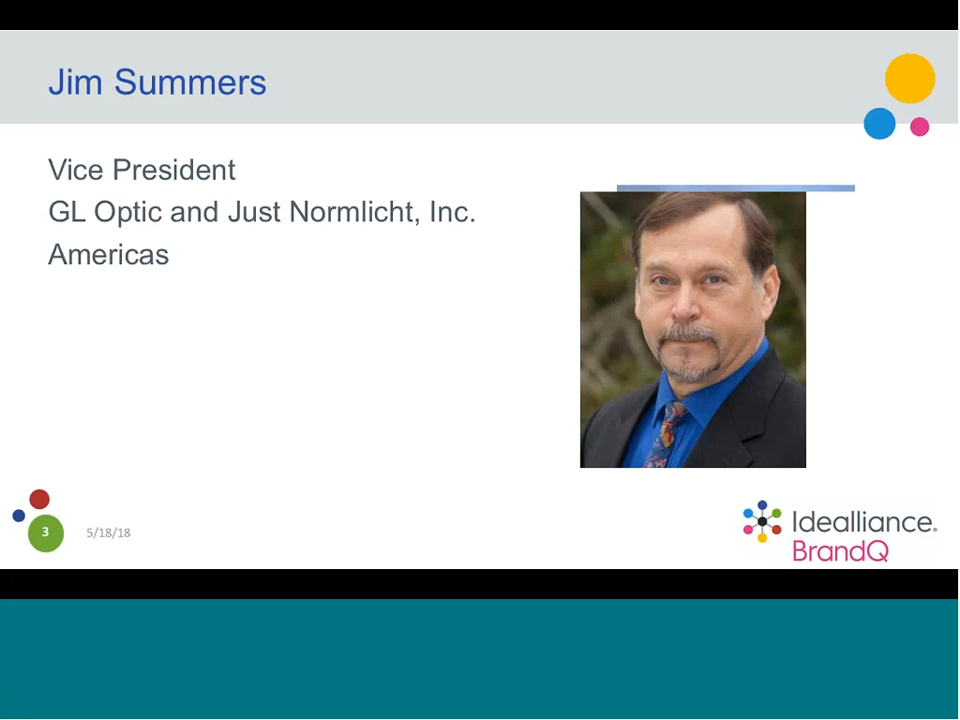 Jim Summers
Vice President
GL Optic and Just Normlicht, Inc.
Americas
3
5/18/18
Idealliance®
BrandQ